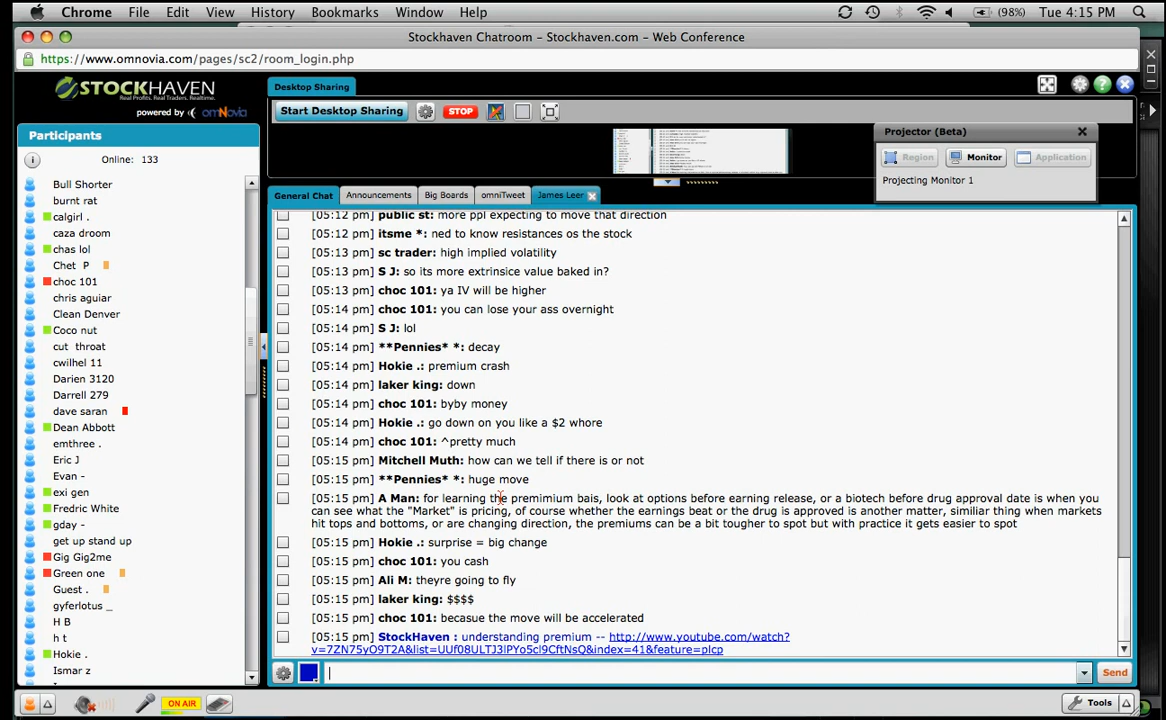 Chrome File Edit View History Bookmarks Window Help (98%) Tue 4:15 PM
Stockhaven Chatroom – Stockhaven.com – Web Conference
https://www.omnovia.com/pages/sc2/room_login.php
STOCKHAVEN
Real Profits. Real Traders. Realtime.
powered by omNovia
Desktop Sharing
Start Desktop Sharing STOP
Participants
Online: 133
Bull Shorter
burnt rat
calgirl .
caza droom
chas lol
Chet P
choc 101
chris aguiar
Clean Denver
Coco nut
cut throat
cwilhel 11
Darien 3120
Darrell 279
dave saran
Dean Abbott
emthree .
Eric J
Evan -
exi gen
Fredric White
gday -
get up stand up
Gig Gig2me
Green one
Guest .
gyferlotus _
H B
h t
Hokie .
Ismar z
Projector (Beta)
Region Monitor Application
Projecting Monitor 1
General Chat Announcements Big Boards omniTweet James Leer
[05:12 pm] public st: more ppl expecting to move that direction
[05:12 pm] itsme *: ned to know resistances os the stock
[05:13 pm] sc trader: high implied volatility
[05:13 pm] S J: so its more extrinsice value baked in?
[05:13 pm] choc 101: ya IV will be higher
[05:14 pm] choc 101: you can lose your ass overnight
[05:14 pm] S J: lol
[05:14 pm] **Pennies* *: decay
[05:14 pm] Hokie .: premium crash
[05:14 pm] laker king: down
[05:14 pm] choc 101: byby money
[05:14 pm] Hokie .: go down on you like a $2 whore
[05:14 pm] choc 101: ^pretty much
[05:15 pm] Mitchell Muth: how can we tell if there is or not
[05:15 pm] **Pennies* *: huge move
[05:15 pm] A Man: for learning the premimium bais, look at options before earning release, or a biotech before drug approval date is when you
can see what the "Market" is pricing, of course whether the earnings beat or the drug is approved is another matter, similiar thing when markets
hit tops and bottoms, or are changing direction, the premiums can be a bit tougher to spot but with practice it gets easier to spot
[05:15 pm] Hokie .: surprise = big change
[05:15 pm] choc 101: you cash
[05:15 pm] Ali M: theyre going to fly
[05:15 pm] laker king: $$$$
[05:15 pm] choc 101: becasue the move will be accelerated
[05:15 pm] StockHaven : understanding premium -- http://www.youtube.com/watch?
v=7ZN75yO9T2A&list=UUf08ULTJ3lPYo5cl9CftNsQ&index=41&feature=plcp
Send
ON AIR
Tools